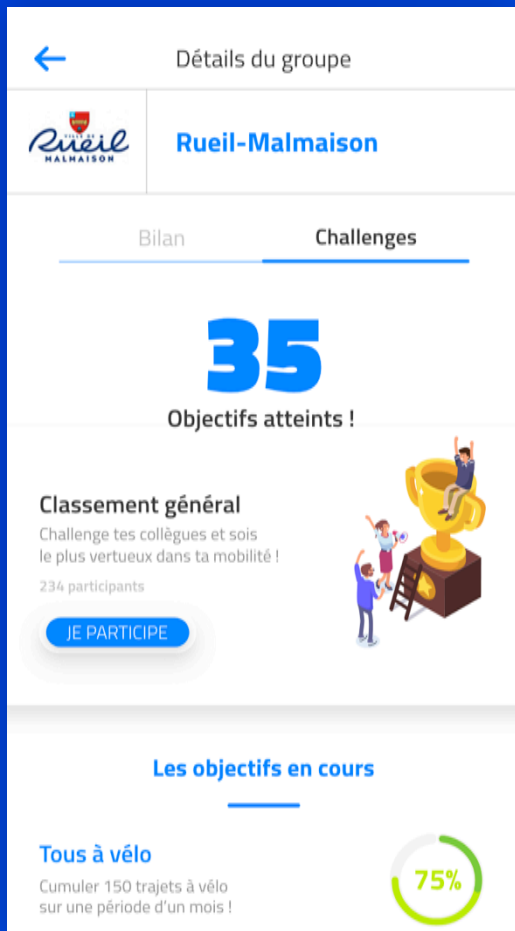 Détails du groupe
VILLE DE
Rueil
MALMAISON
Rueil-Malmaison
Bilan
Challenges
35
Objectifs atteints !
Classement général
Challenge tes collègues et sois
le plus vertueux dans ta mobilité !
234 participants
JE PARTICIPE
Les objectifs en cours
Tous à vélo
Cumuler 150 trajets à vélo
sur une période d'un mois !
75%